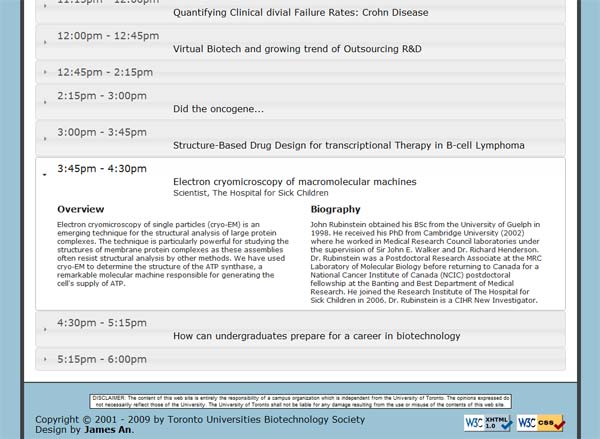 Quantifying Clinical divial Failure Rates: Crohn Disease
12:00pm - 12:45pm
Virtual Biotech and growing trend of Outsourcing R&D
12:45pm - 2:15pm
2:15pm - 3:00pm
Did the oncogene...
3:00pm - 3:45pm
Structure-Based Drug Design for transcriptional Therapy in B-cell Lymphoma
3:45pm - 4:30pm
Electron cryomicroscopy of macromolecular machines
Scientist, The Hospital for Sick Children
Overview
Electron cryomicroscopy of single particles (cryo-EM) is an
emerging technique for the structural analysis of large protein
complexes. The technique is particularly powerful for studying the
structures of membrane protein complexes as these assemblies
often resist structural analysis by other methods. We have used
cryo-EM to determine the structure of the ATP synthase, a
remarkable molecular machine responsible for generating the
cell's supply of ATP.
Biography
John Rubinstein obtained his BSc from the University of Guelph in
1998. He received his PhD from Cambridge University (2002)
where he worked in Medical Research Council laboratories under
the supervision of Sir John E. Walker and Dr. Richard Henderson.
Dr. Rubinstein was a Postdoctoral Research Associate at the MRC
Laboratory of Molecular Biology before returning to Canada for a
National Cancer Institute of Canada (NCIC) postdoctoral
fellowship at the Banting and Best Department of Medical
Research. He joined the Research Institute of The Hospital for
Sick Children in 2006. Dr. Rubinstein is a CIHR New Investigator.
4:30pm - 5:15pm
How can undergraduates prepare for a career in biotechnology
5:15pm - 6:00pm
DISCLAIMER: The content of this web site is entirely the responsibility of a campus organization which is independent from the University of Toronto. The opinions expressed do
not necessarily reflect those of the University. The University of Toronto shall not be liable for any damage resulting from the use or misuse of the contents of this web site.
Copyright © 2001 - 2009 by Toronto Universities Biotechnology Society
Design by James An.
W3C XHTML 1.0
W3C CSS